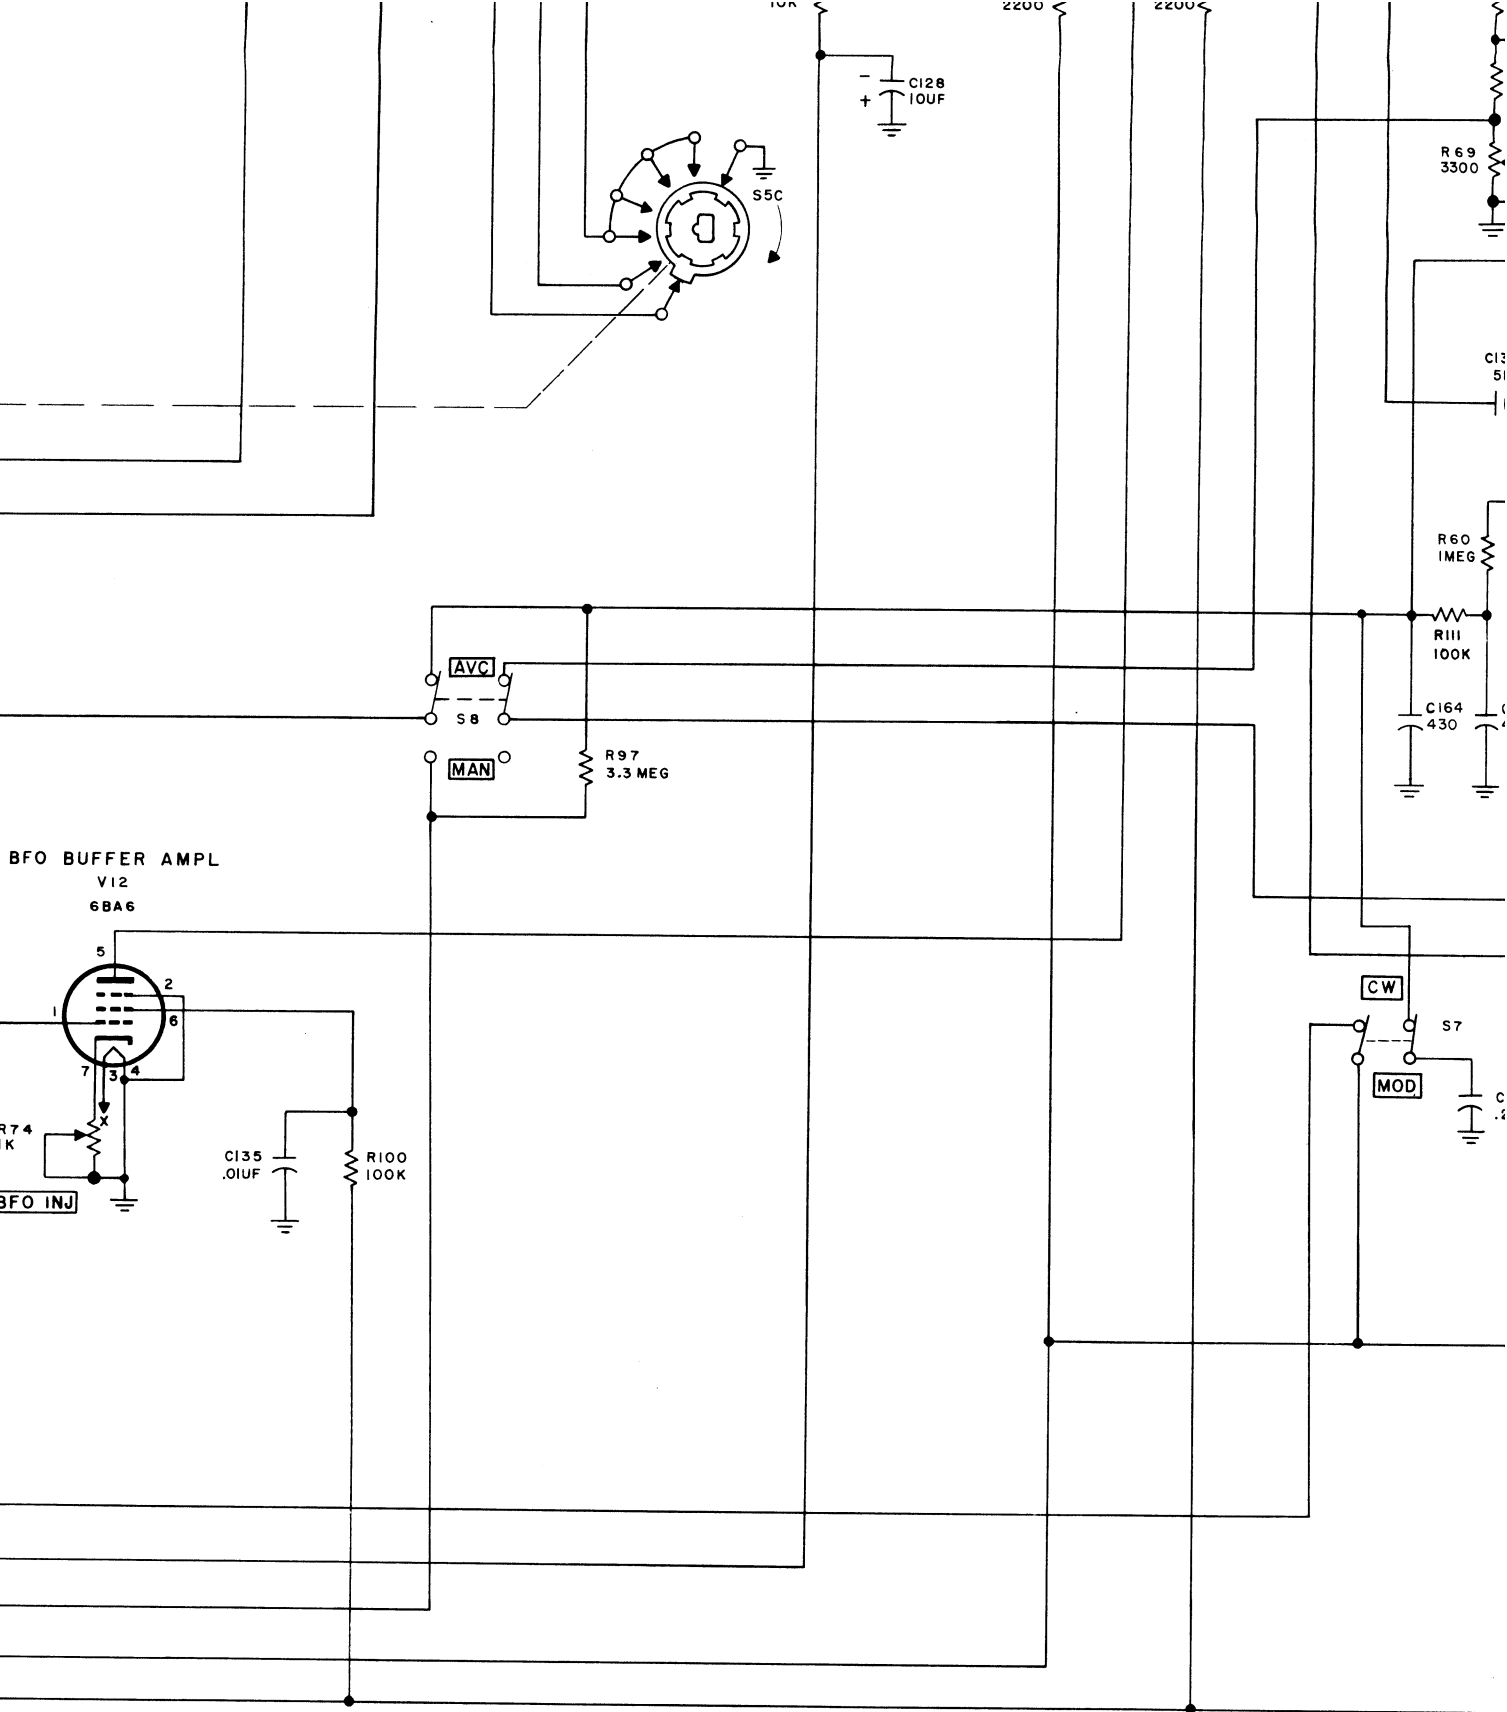 2200
2200
-
C128
+
10UF
R69
3300
S5C
R60
1MEG
R111
100K
AVC
S8
C164
430
MAN
R97
3.3 MEG
BFO BUFFER AMPL
V12
6BA6
5
2
1
6
7
3
4
X
CW
S7
MOD
R74
1K
C135
.01UF
R100
100K
BFO INJ